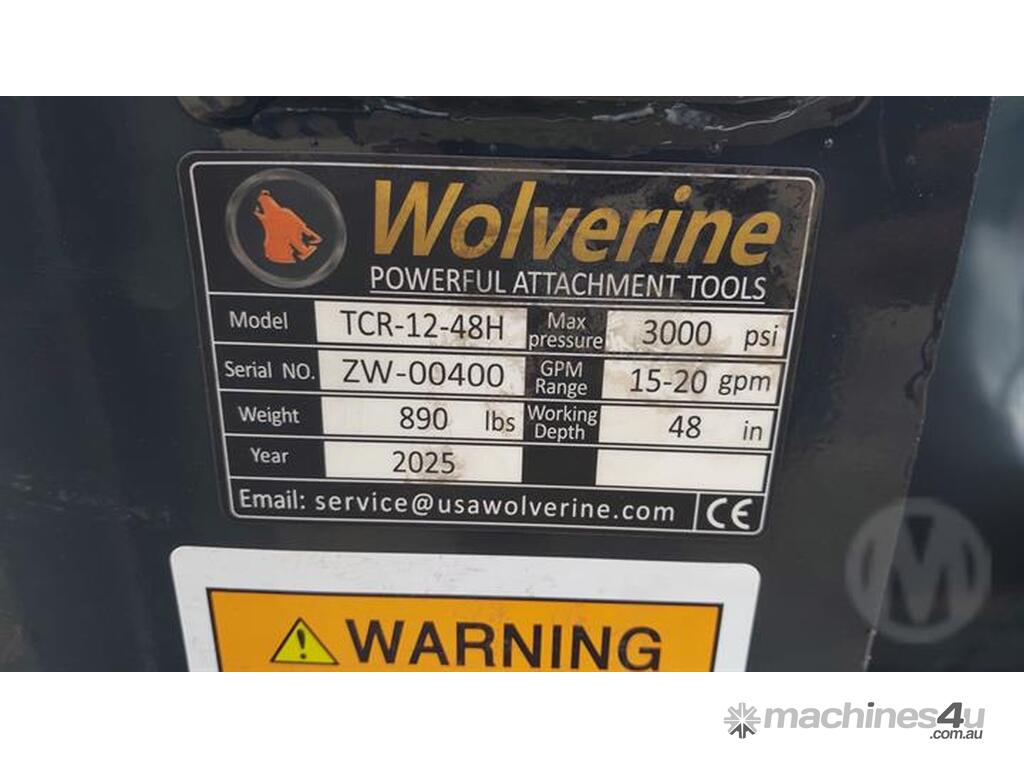 Wolverine
POWERFUL ATTACHMENT TOOLS
Model TCR-12-48H Max pressure 3000 psi
Serial NO. ZW-00400 GPM Range 15-20 gpm
Weight 890 lbs Working Depth 48 in
Year 2025
Email: service@usawolverine.com CE
WARNING
M
machines4u
.com.au